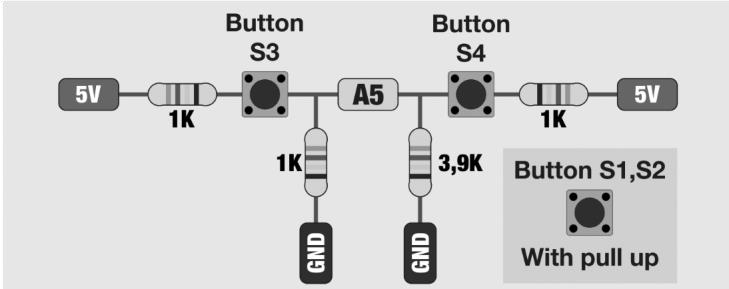 Button
S3
Button
S4
5V
1K
A5
1K
5V
1K
3,9K
GND
GND
Button S1,S2
With pull up